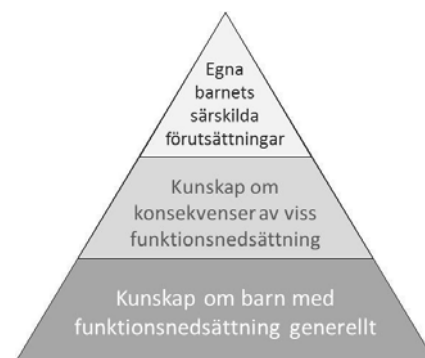 Egna
barnets
särskilda
förutsättningar
Kunskap om
konsekvenser av viss
funktionsnedsättning
Kunskap om barn med
funktionsnedsättning generellt